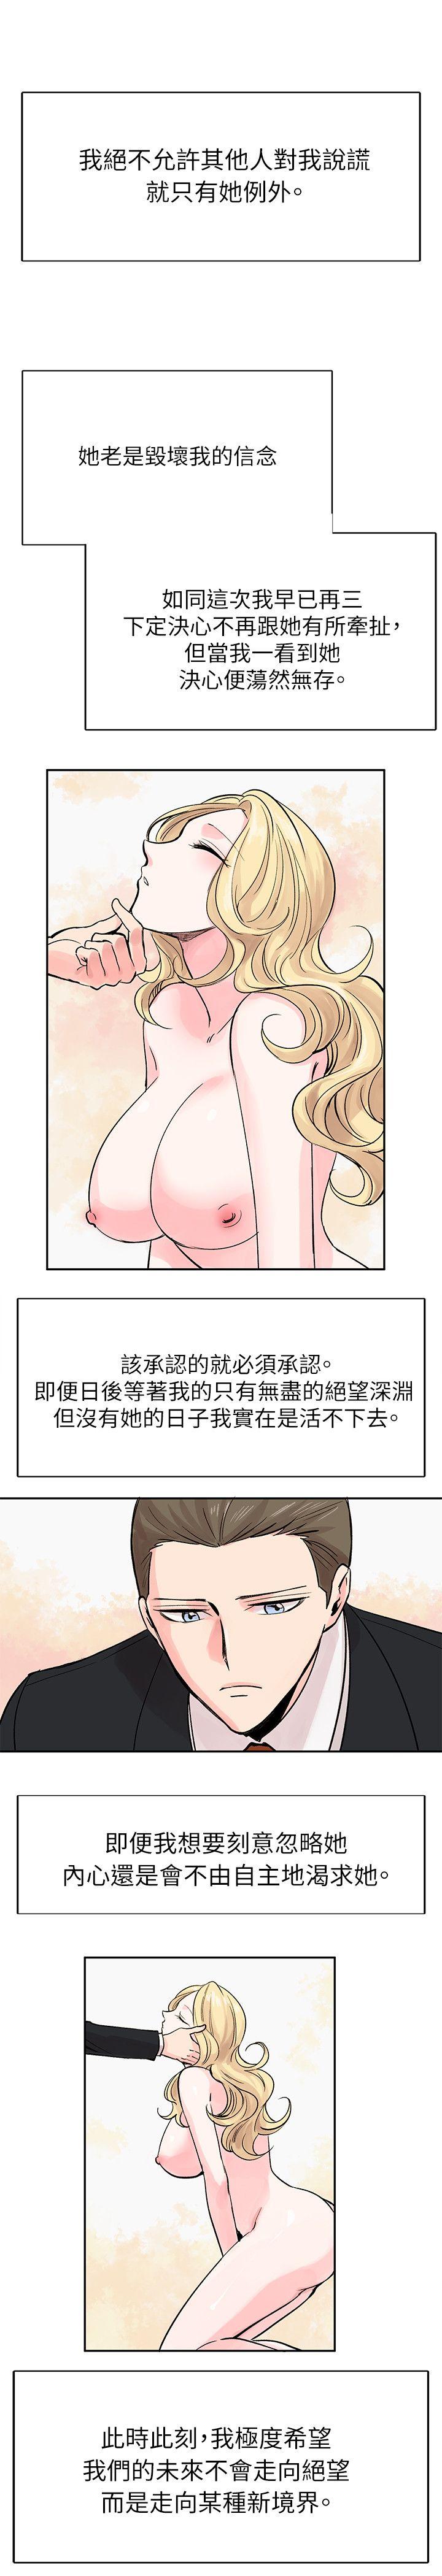 我絕不允許其他人對我說謊
就只有她例外。
她老是毀壞我的信念
如同這次我早已再三
下定決心不再跟她有所牽扯，
但當我一看到她
決心便蕩然無存。
該承認的就必須承認。
即便日後等著我的只有無盡的絕望深淵
但沒有她的日子我實在是活不下去。
即便我想要刻意忽略她
內心還是會不由自主地渴求她。
此時此刻，我極度希望
我們的未來不會走向絕望
而是走向某種新境界。